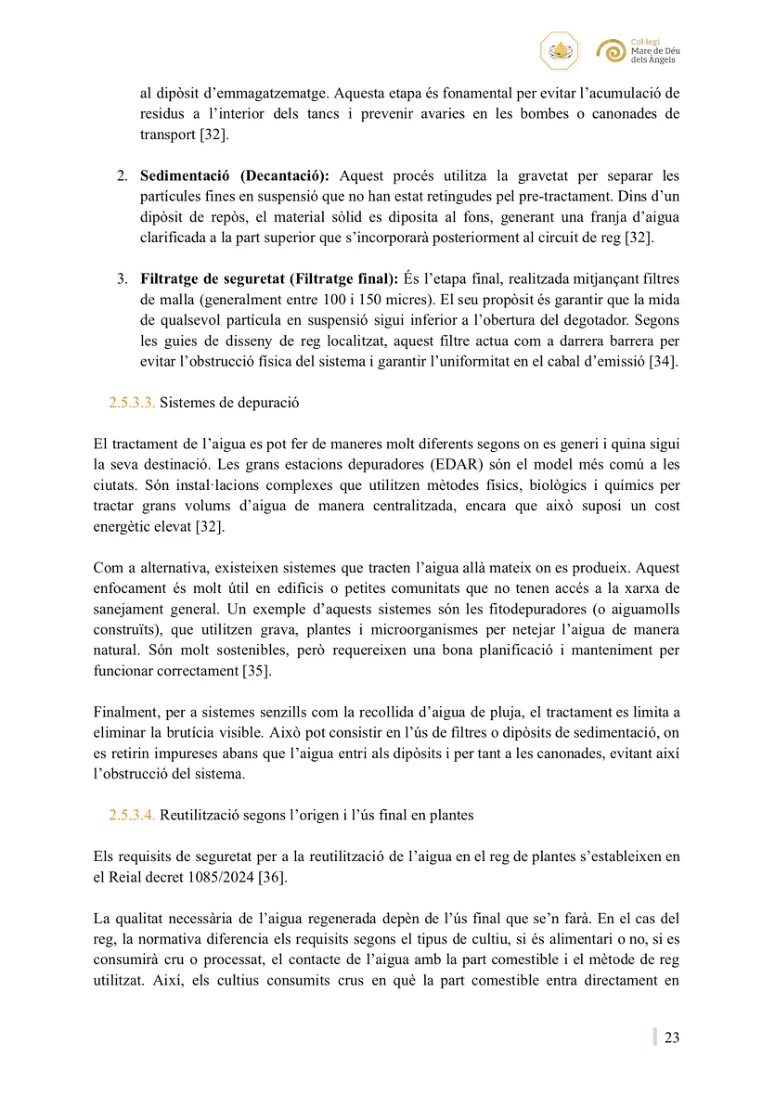 Col·legi
Mare de Déu
dels Àngels
al dipòsit d’emmagatzematge. Aquesta etapa és fonamental per evitar l’acumulació de
residus a l’interior dels tancs i prevenir avaries en les bombes o canonades de
transport [32].
2. Sedimentació (Decantació): Aquest procés utilitza la gravetat per separar les
partícules fines en suspensió que no han estat retingudes pel pre-tractament. Dins d’un
dipòsit de repòs, el material sòlid es diposita al fons, generant una franja d’aigua
clarificada a la part superior que s’incorporarà posteriorment al circuit de reg [32].
3. Filtratge de seguretat (Filtratge final): És l’etapa final, realitzada mitjançant filtres
de malla (generalment entre 100 i 150 micres). El seu propòsit és garantir que la mida
de qualsevol partícula en suspensió sigui inferior a l’obertura del degotador. Segons
les guies de disseny de reg localitzat, aquest filtre actua com a darrera barrera per
evitar l’obstrucció física del sistema i garantir l’uniformitat en el cabal d’emissió [34].
2.5.3.3. Sistemes de depuració
El tractament de l’aigua es pot fer de maneres molt diferents segons on es generi i quina sigui
la seva destinació. Les grans estacions depuradores (EDAR) són el model més comú a les
ciutats. Són instal·lacions complexes que utilitzen mètodes físics, biològics i químics per
tractar grans volums d’aigua de manera centralitzada, encara que això suposi un cost
energètic elevat [32].
Com a alternativa, existeixen sistemes que tracten l’aigua allà mateix on es produeix. Aquest
enfocament és molt útil en edificis o petites comunitats que no tenen accés a la xarxa de
sanejament general. Un exemple d’aquests sistemes són les fitodepuradores (o aiguamolls
construïts), que utilitzen grava, plantes i microorganismes per netejar l’aigua de manera
natural. Són molt sostenibles, però requereixen una bona planificació i manteniment per
funcionar correctament [35].
Finalment, per a sistemes senzills com la recollida d’aigua de pluja, el tractament es limita a
eliminar la brutícia visible. Això pot consistir en l’ús de filtres o dipòsits de sedimentació, on
es retirin impureses abans que l’aigua entri als dipòsits i per tant a les canonades, evitant així
l’obstrucció del sistema.
2.5.3.4. Reutilització segons l’origen i l’ús final en plantes
Els requisits de seguretat per a la reutilització de l’aigua en el reg de plantes s’estableixen en
el Reial decret 1085/2024 [36].
La qualitat necessària de l’aigua regenerada depèn de l’ús final que se’n farà. En el cas del
reg, la normativa diferencia els requisits segons el tipus de cultiu, si és alimentari o no, si es
consumirà cru o processat, el contacte de l’aigua amb la part comestible i el mètode de reg
utilitzat. Així, els cultius consumits crus en què la part comestible entra directament en
23